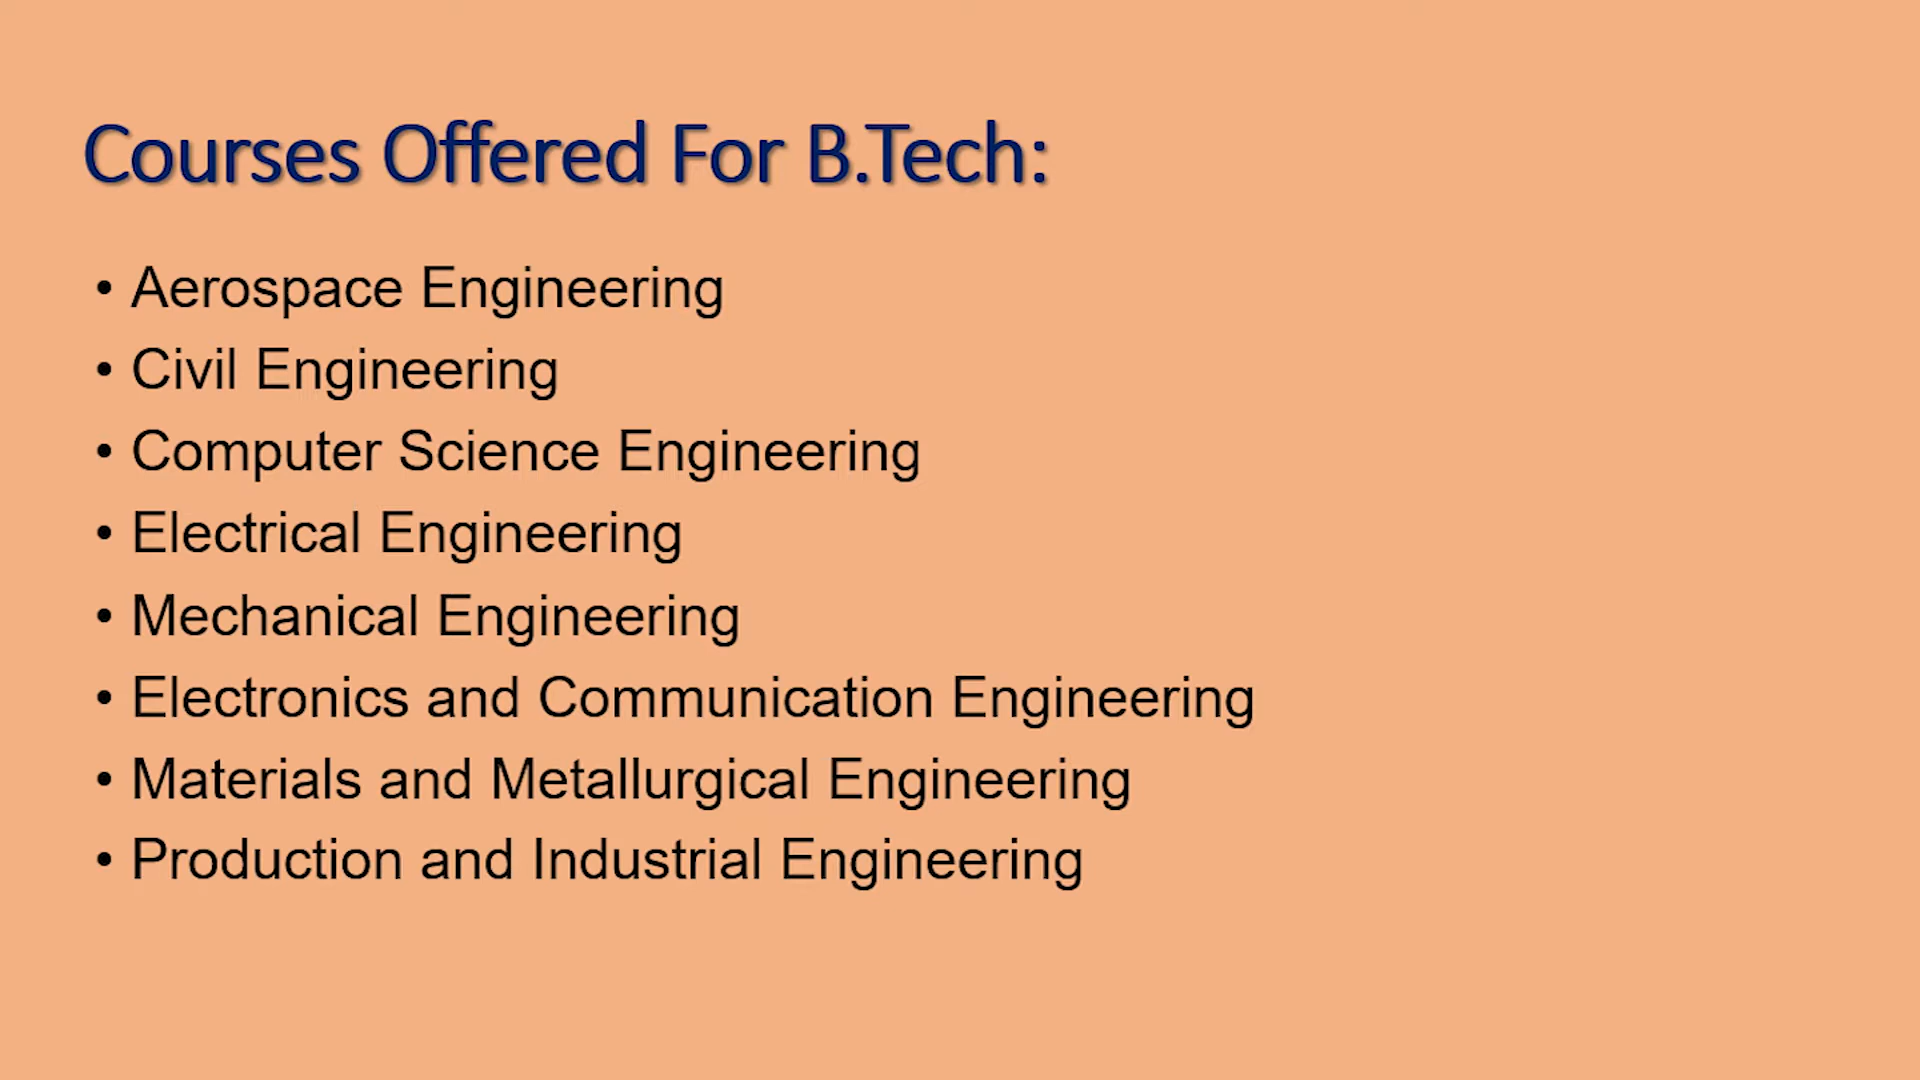 Courses Offered For B.Tech:
• Aerospace Engineering
• Civil Engineering
• Computer Science Engineering
• Electrical Engineering
• Mechanical Engineering
• Electronics and Communication Engineering
• Materials and Metallurgical Engineering
• Production and Industrial Engineering